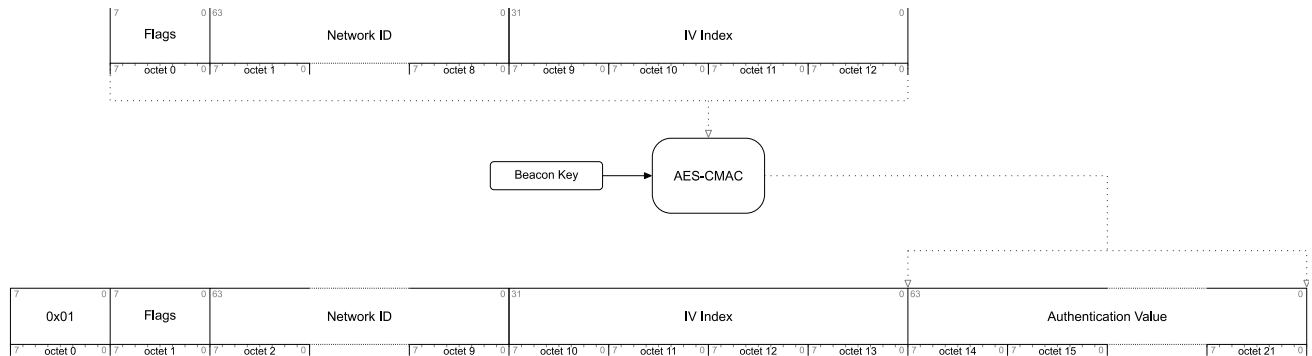 7 0 63 0 31 0
Flags Network ID IV Index
7 octet 0 0 7 octet 1 octet 8 0 7 octet 9 0 7 octet 10 0 7 octet 11 0 7 octet 12 0
Beacon Key AES-CMAC
7 0 7 0 63 0 31 0 63 0
0x01 Flags Network ID IV Index Authentication Value
7 octet 0 0 7 octet 1 0 7 octet 2 octet 9 0 7 octet 10 0 7 octet 11 0 7 octet 12 0 7 octet 13 0 7 octet 14 0 7 octet 15 0 7 octet 21 0